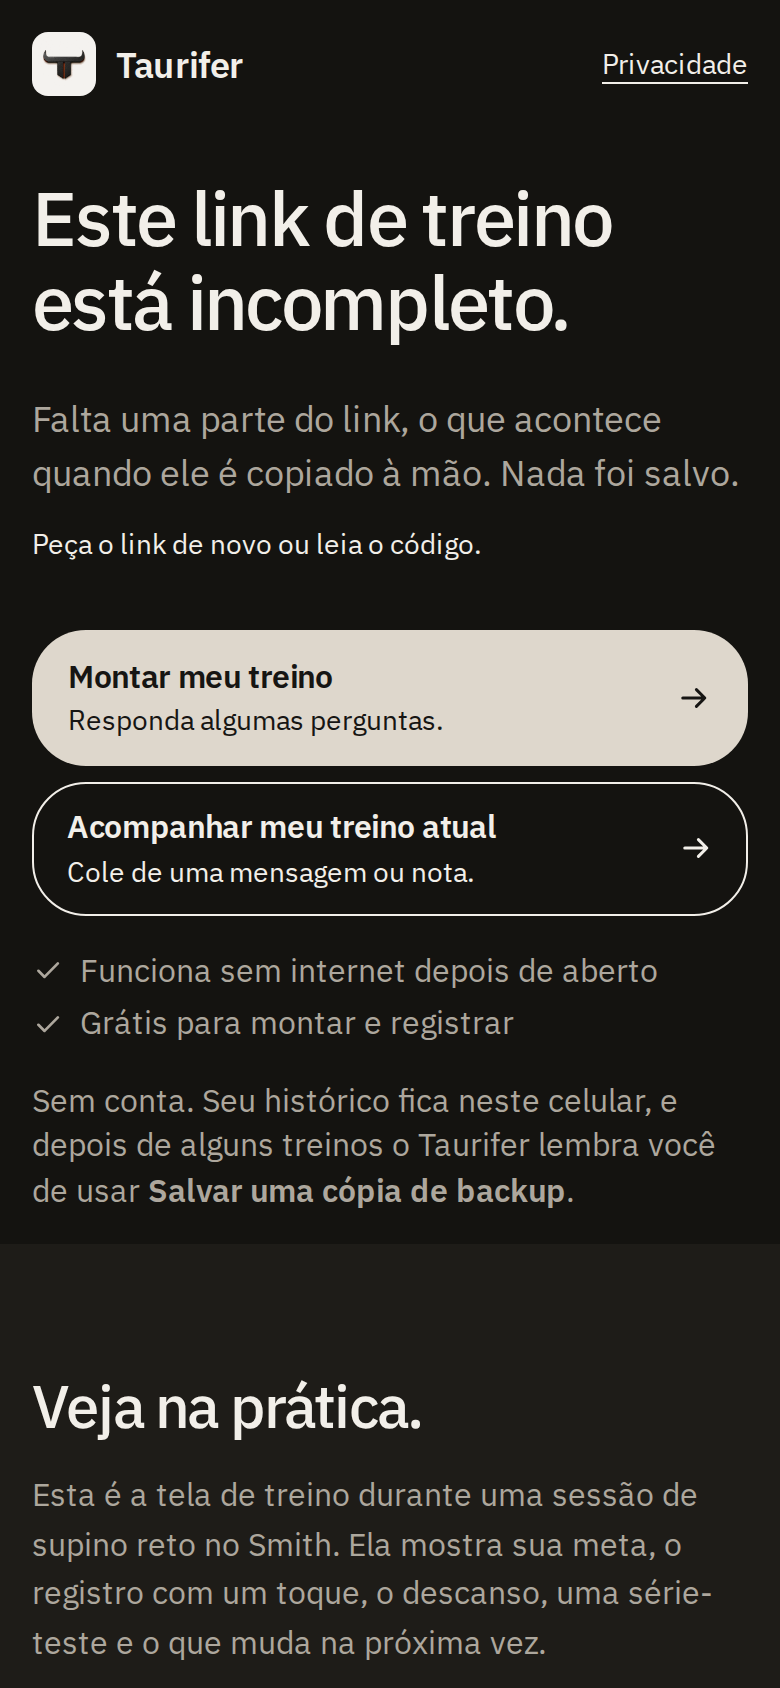 Taurifer
Privacidade
Este link de treino
está incompleto.
Falta uma parte do link, o que acontece
quando ele é copiado à mão. Nada foi salvo.
Peça o link de novo ou leia o código.
Montar meu treino
Responda algumas perguntas.
Acompanhar meu treino atual
Cole de uma mensagem ou nota.
Funciona sem internet depois de aberto
Grátis para montar e registrar
Sem conta. Seu histórico fica neste celular, e
depois de alguns treinos o Taurifer lembra você
de usar Salvar uma cópia de backup.
Veja na prática.
Esta é a tela de treino durante uma sessão de
supino reto no Smith. Ela mostra sua meta, o
registro com um toque, o descanso, uma série-
teste e o que muda na próxima vez.